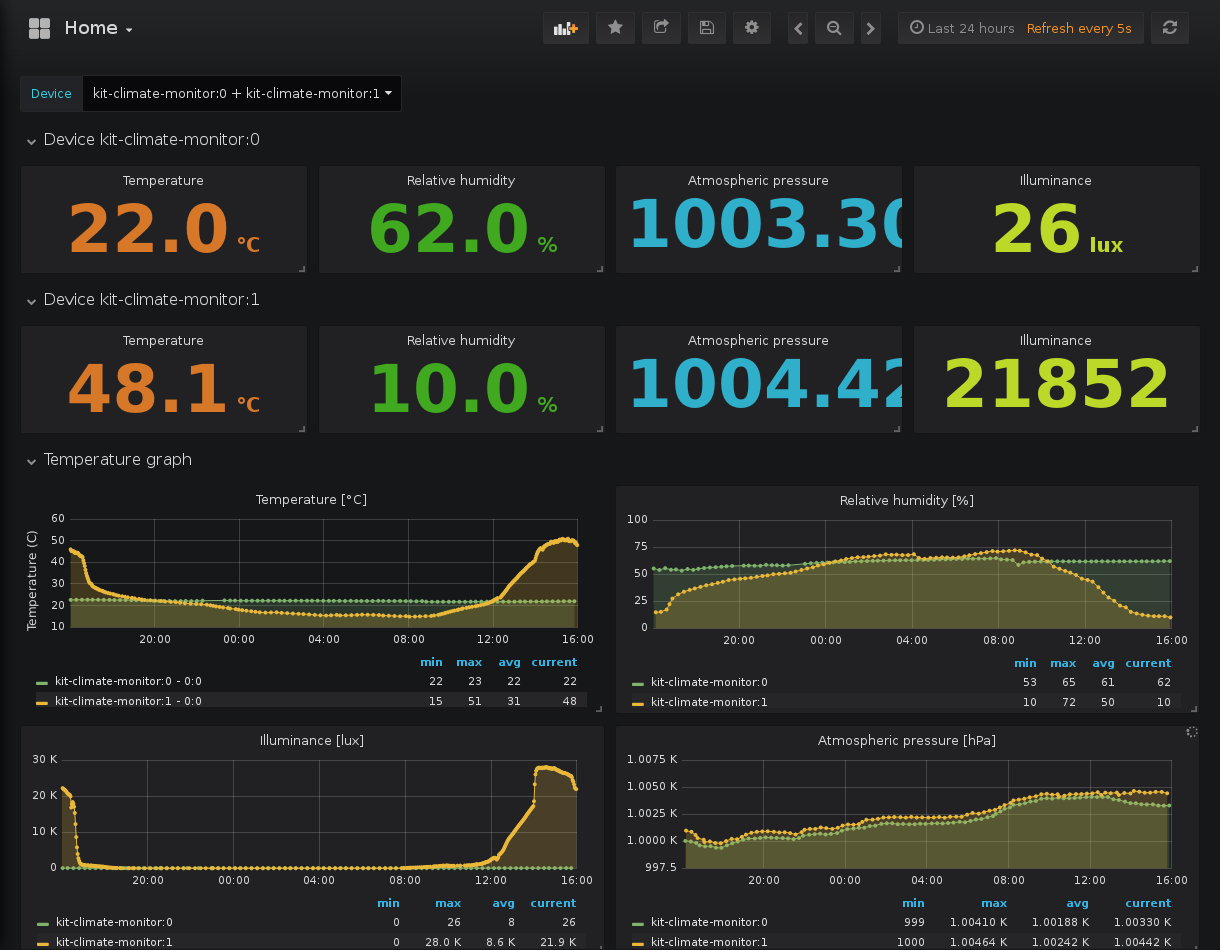 Home
Last 24 hours Refresh every 5s
Device kit-climate-monitor:0 + kit-climate-monitor:1
Device kit-climate-monitor:0
Temperature Relative humidity Atmospheric pressure Illuminance
22.0 °C 62.0 % 1003.30 26 lux
Device kit-climate-monitor:1
Temperature Relative humidity Atmospheric pressure Illuminance
48.1 °C 10.0 % 1004.42 21852
Temperature graph
Temperature [°C]
Temperature (C)
60
50
40
30
20
10
20:00 00:00 04:00 08:00 12:00 16:00
min max avg current
kit-climate-monitor:0 - 0:0 22 23 22 22
kit-climate-monitor:1 - 0:0 15 51 31 48
Relative humidity [%]
100
75
50
25
0
20:00 00:00 04:00 08:00 12:00 16:00
min max avg current
kit-climate-monitor:0 53 65 61 62
kit-climate-monitor:1 10 72 50 10
Illuminance [lux]
30 K
20 K
10 K
0
20:00 00:00 04:00 08:00 12:00 16:00
min max avg current
kit-climate-monitor:0 0 26 8 26
kit-climate-monitor:1 0 28.0 K 8.6 K 21.9 K
Atmospheric pressure [hPa]
1.0075 K
1.0050 K
1.0025 K
1.0000 K
997.5
20:00 00:00 04:00 08:00 12:00 16:00
min max avg current
kit-climate-monitor:0 999 1.00410 K 1.00188 K 1.00330 K
kit-climate-monitor:1 1000 1.00464 K 1.00242 K 1.00442 K